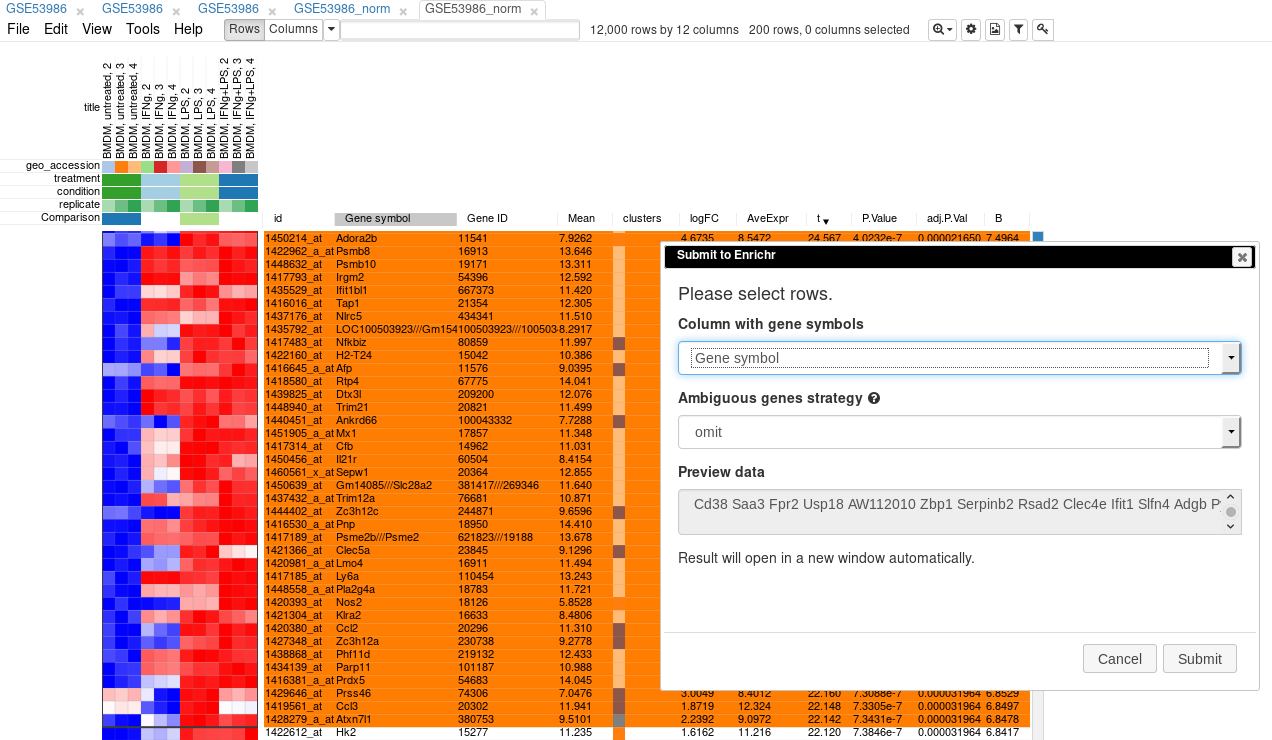 GSE53986 GSE53986 GSE53986 GSE53986_norm GSE53986_norm
File Edit View Tools Help Rows Columns 12,000 rows by 12 columns 200 rows, 0 columns selected
BMDM, untreated, 2
BMDM, untreated, 3
BMDM, untreated, 4
BMDM, IFNg, 2
BMDM, IFNg, 3
BMDM, IFNg, 4
BMDM, LPS, 2
BMDM, LPS, 3
BMDM, LPS, 4
BMDM, IFNg+LPS, 2
BMDM, IFNg+LPS, 3
BMDM, IFNg+LPS, 4
title
geo_accession
treatment
condition
replicate
Comparison id Gene symbol Gene ID Mean clusters logFC AveExpr t P.Value adj.P.Val B
1450214_at Adora2b 11541 7.9262 4.6735 8.5472 24.567 4.0232e-7 0.000021650 7.4964
1422962_a_at Psmb8 16913 13.646
1448632_at Psmb10 19171 13.311
1417793_at Irgm2 54396 12.592
1435529_at Ifit1bl1 667373 11.420
1416016_at Tap1 21354 12.305
1437176_at Nlrc5 434341 11.510
1435792_at LOC100503923///Gm154 100503923///100503 8.2917
1417483_at Nfkbiz 80859 11.997
1422160_at H2-T24 15042 10.386
1416645_a_at Afp 11576 9.0395
1418580_at Rtp4 67775 14.041
1439825_at Dtx3l 209200 12.076
1448940_at Trim21 20821 11.499
1440451_at Ankrd66 100043332 7.7288
1451905_a_at Mx1 17857 11.348
1417314_at Cfb 14962 11.031
1450456_at Il21r 60504 8.4154
1460561_x_at Sepw1 20364 12.855
1450639_at Gm14085///Slc28a2 381417///269346 11.640
1437432_a_at Trim12a 76681 10.871
1444402_at Zc3h12c 244871 9.6596
1416530_a_at Pnp 18950 14.410
1417189_at Psme2b///Psme2 621823///19188 13.678
1421366_at Clec5a 23845 9.1296
1420981_a_at Lmo4 16911 11.494
1417185_at Ly6a 110454 13.243
1448558_a_at Pla2g4a 18783 11.721
1420393_at Nos2 18126 5.8528
1421304_at Klra2 16633 8.4806
1420380_at Ccl2 20296 11.310
1427348_at Zc3h12a 230738 9.2778
1438868_at Phf11d 219132 12.433
1434139_at Parp11 101187 10.988
1416381_a_at Prdx5 54683 14.045
1429646_at Prss46 74306 7.0476 3.0049 8.4012 22.160 7.3088e-7 0.000031964 6.8529
1419561_at Ccl3 20302 11.941 1.8719 12.324 22.148 7.3305e-7 0.000031964 6.8497
1428279_a_at Atxn7l1 380753 9.5101 2.2392 9.0972 22.142 7.3431e-7 0.000031964 6.8478
1422612_at Hk2 15277 11.235 1.6162 11.216 22.120 7.3846e-7 0.000031964 6.8417
Submit to Enrichr
Please select rows.
Column with gene symbols
Gene symbol
Ambiguous genes strategy
omit
Preview data
Cd38 Saa3 Fpr2 Usp18 AW112010 Zbp1 Serpinb2 Rsad2 Clec4e Ifit1 Slfn4 Adgb
Result will open in a new window automatically.
Cancel Submit